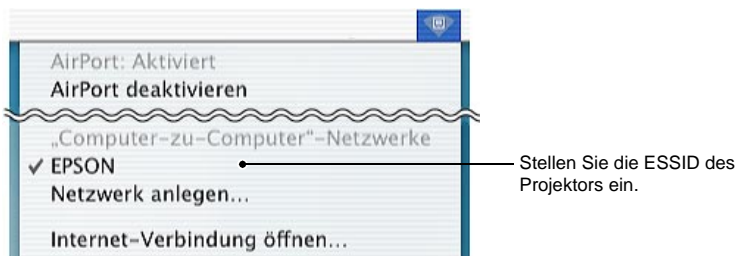 AirPort: Aktiviert
AirPort deaktivieren
„Computer-zu-Computer“-Netzwerke
✓ EPSON
Netzwerk anlegen...
Internet-Verbindung öffnen...
Stellen Sie die ESSID des
Projektors ein.